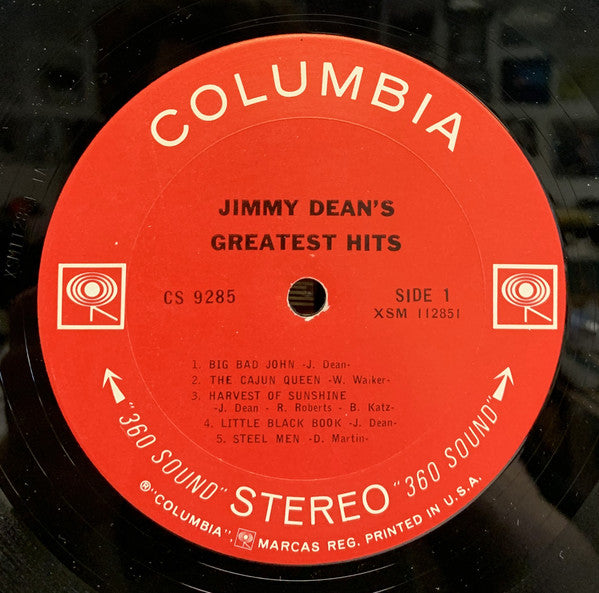 COLUMBIA
JIMMY DEAN'S
GREATEST HITS
CS 9285
SIDE 1
XSM 112851
1. BIG BAD JOHN -J. Dean-
2. THE CAJUN QUEEN -W. Walker-
3. HARVEST OF SUNSHINE
-J. Dean - R. Roberts - B. Katz-
4. LITTLE BLACK BOOK -J. Dean-
5. STEEL MEN -D. Martin-
"360 SOUND" STEREO "360 SOUND"
®"COLUMBIA", MARCAS REG. PRINTED IN U.S.A.